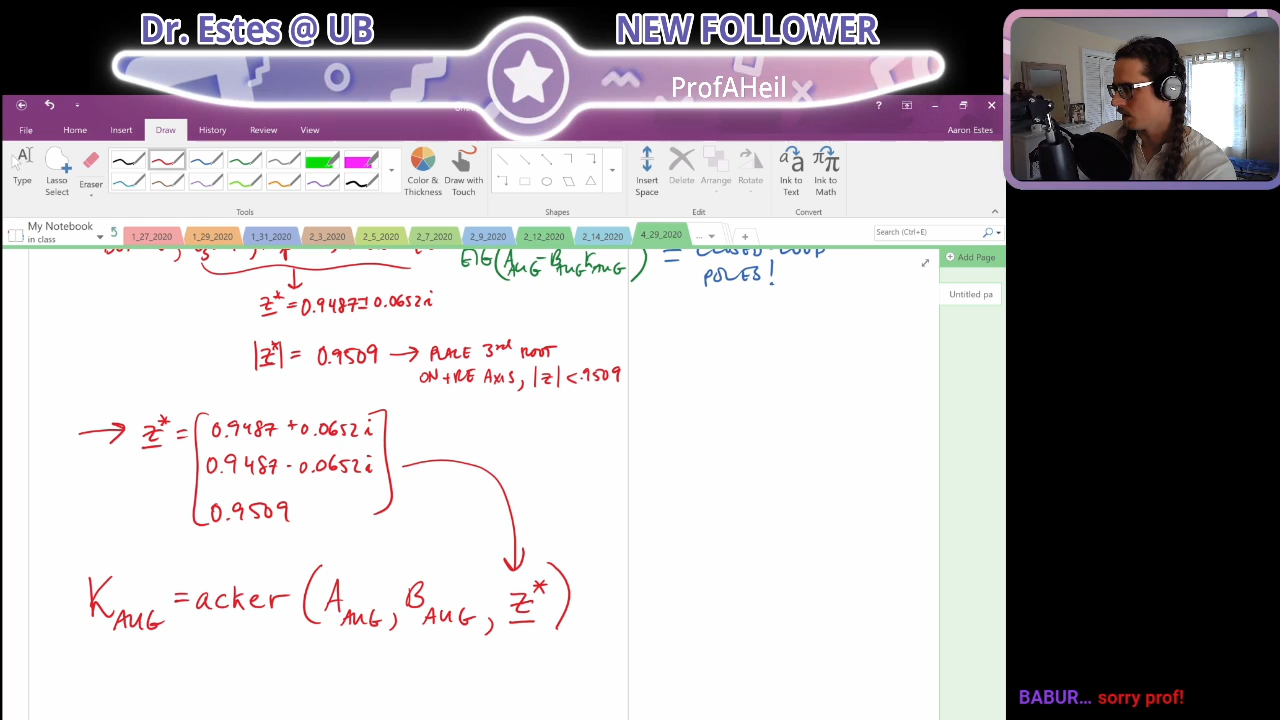 Dr. Estes @ UB
NEW FOLLOWER
ProfAHeil
?
File
Home
Insert
Draw
History
Review
View
Aaron Estes
Type
Lasso
Select
Eraser
Color &
Thickness
Draw with
Touch
Insert
Space
Delete
Arrange
Rotate
Ink to
Text
Ink to
Math
Tools
Shapes
Edit
Convert
My Notebook
in class
1_27_2020
1_29_2020
1_31_2020
2_3_2020
2_5_2020
2_7_2020
2_9_2020
2_12_2020
2_14_2020
4_29_2020
...
Search (Ctrl+E)
Add Page
Untitled pa
EIG(A_AUG - B_AUG K_AUG) = CLOSED-LOOP
POLES!
z* = 0.9487 ± 0.0652i
|z*| = 0.9509 → PLACE 3rd ROOT
ON +RE AXIS, |z| < .9509
→ z* = [0.9487 + 0.0652i
0.9487 - 0.0652i
0.9509]
K_AUG = acker (A_AUG, B_AUG, z*)
BABUR... sorry prof!